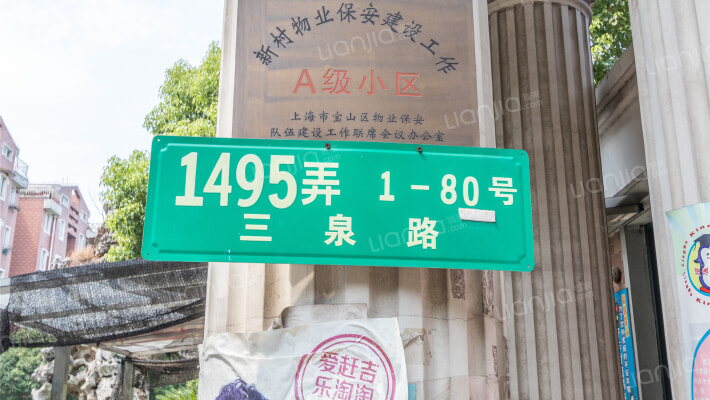 新村物业保安建设工作
A级小区
上海市宝山区物业保安
队伍建设工作联席会议办公室
1495弄 1-80号
三泉路
爱赶吉
乐淘淘
Lianjia.com